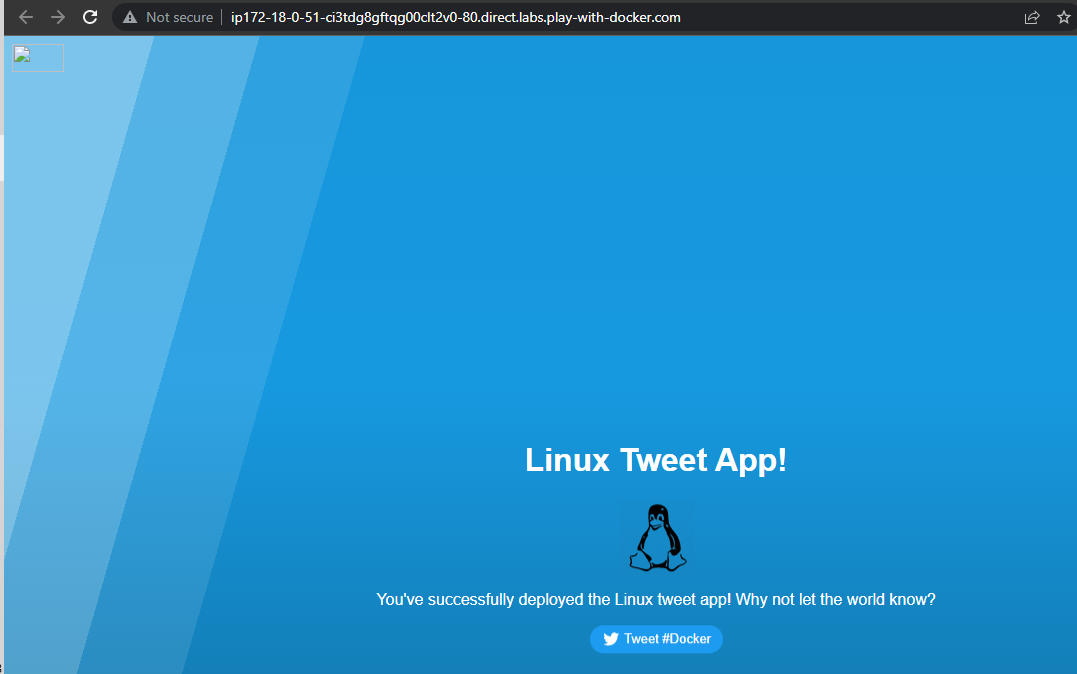 Not secure ip172-18-0-51-ci3tdg8gftqg00clt2v0-80.direct.labs.play-with-docker.com
Linux Tweet App!
You've successfully deployed the Linux tweet app! Why not let the world know?
Tweet #Docker